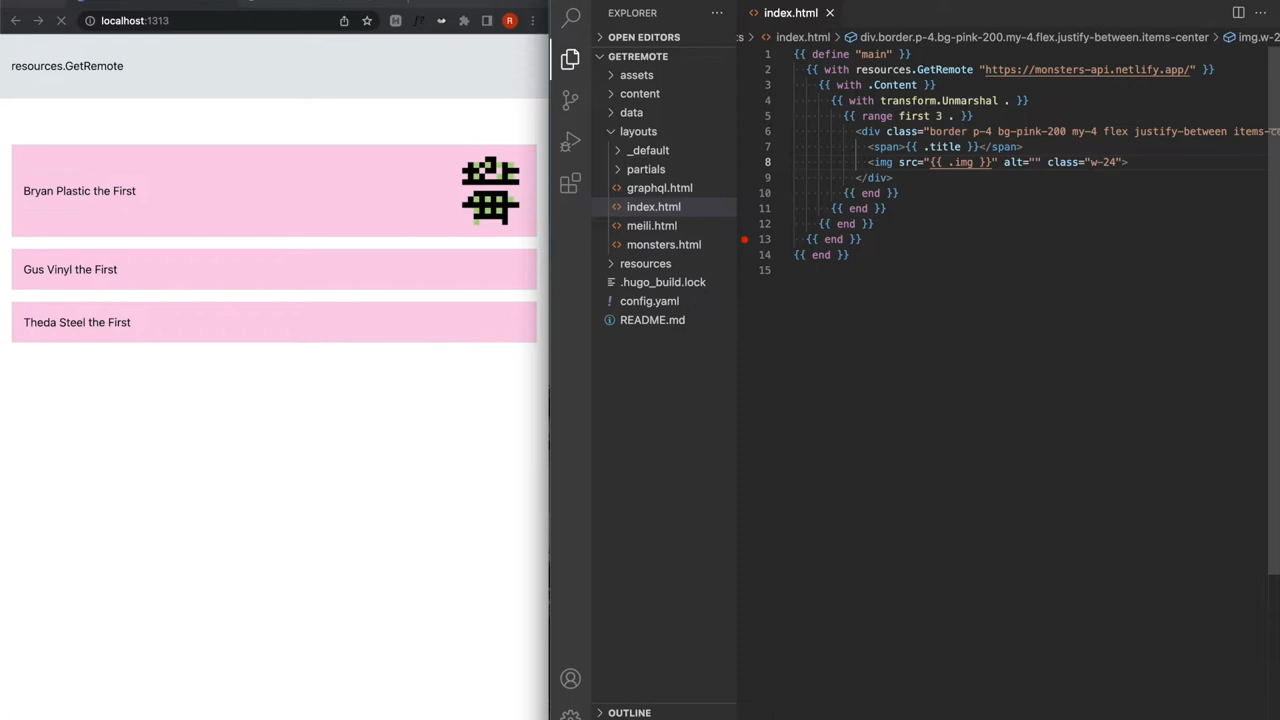 localhost:1313
R
resources.GetRemote
Bryan Plastic the First
Gus Vinyl the First
Theda Steel the First
EXPLORER
OPEN EDITORS
GETREMOTE
assets
content
data
layouts
_default
partials
graphql.html
index.html
meili.html
monsters.html
resources
.hugo_build.lock
config.yaml
README.md
OUTLINE
index.html
ts > index.html > div.border.p-4.bg-pink-200.my-4.flex.justify-between.items-center > img.w-2
1 {{ define "main" }}
2 {{ with resources.GetRemote "https://monsters-api.netlify.app/" }}
3 {{ with .Content }}
4 {{ with transform.Unmarshal . }}
5 {{ range first 3 . }}
6 <div class="border p-4 bg-pink-200 my-4 flex justify-between items-c
7 <span>{{ .title }}</span>
8 <img src="{{ .img }}" alt="" class="w-24">
9 </div>
10 {{ end }}
11 {{ end }}
12 {{ end }}
13 {{ end }}
14 {{ end }}
15